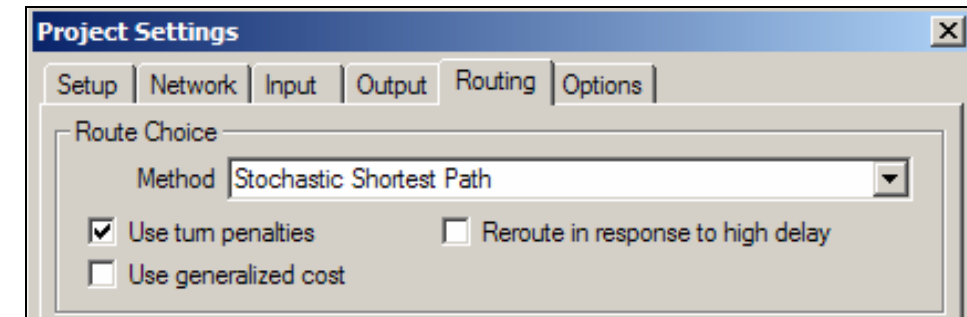 Project Settings
Setup Network Input Output Routing Options
Route Choice
Method Stochastic Shortest Path
Use turn penalties Reroute in response to high delay
Use generalized cost